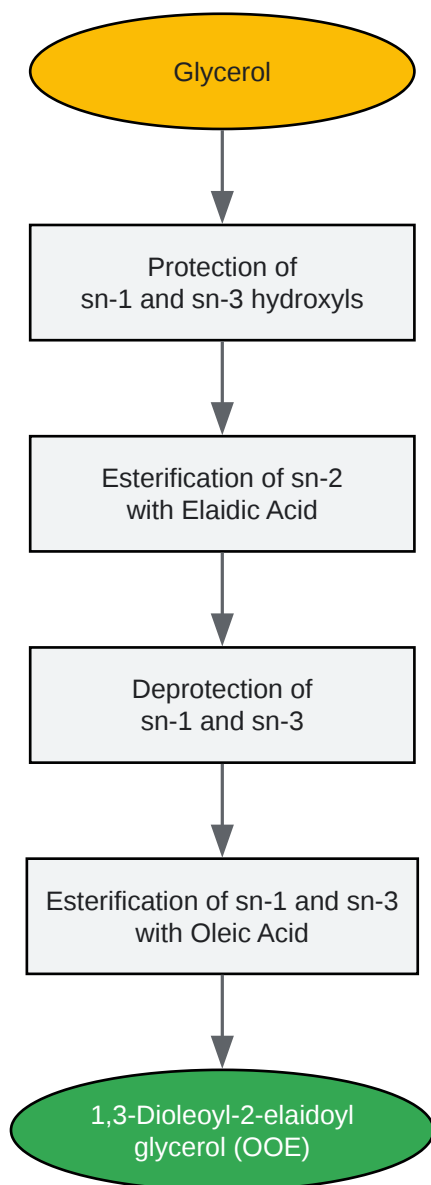 Glycerol
Protection of
sn-1 and sn-3 hydroxyls
Esterification of sn-2
with Elaidic Acid
Deprotection of
sn-1 and sn-3
Esterification of sn-1 and sn-3
with Oleic Acid
1,3-Dioleoyl-2-elaidoyl
glycerol (OOE)